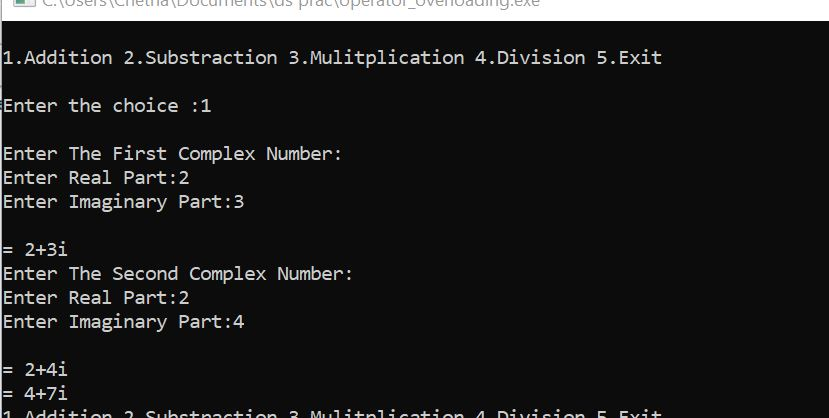 C:\Users\Chetna\Documents\ds prac\operator_overloading.exe
1.Addition 2.Substraction 3.Mulitplication 4.Division 5.Exit
Enter the choice :1
Enter The First Complex Number:
Enter Real Part:2
Enter Imaginary Part:3
= 2+3i
Enter The Second Complex Number:
Enter Real Part:2
Enter Imaginary Part:4
= 2+4i
= 4+7i
1.Addition 2.Substraction 3.Mulitplication 4.Division 5.Exit